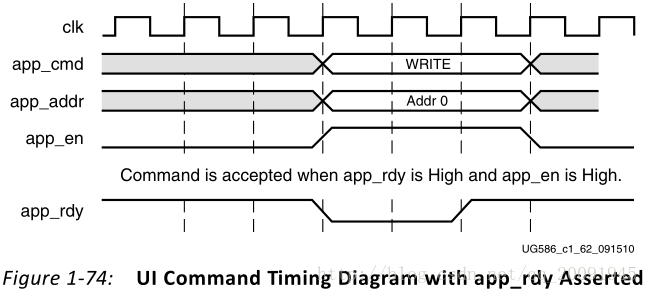 clk
app_cmd
WRITE
app_addr
Addr 0
app_en
Command is accepted when app_rdy is High and app_en is High.
app_rdy
UG586_c1_62_091510
Figure 1-74: UI Command Timing Diagram with app_rdy Asserted